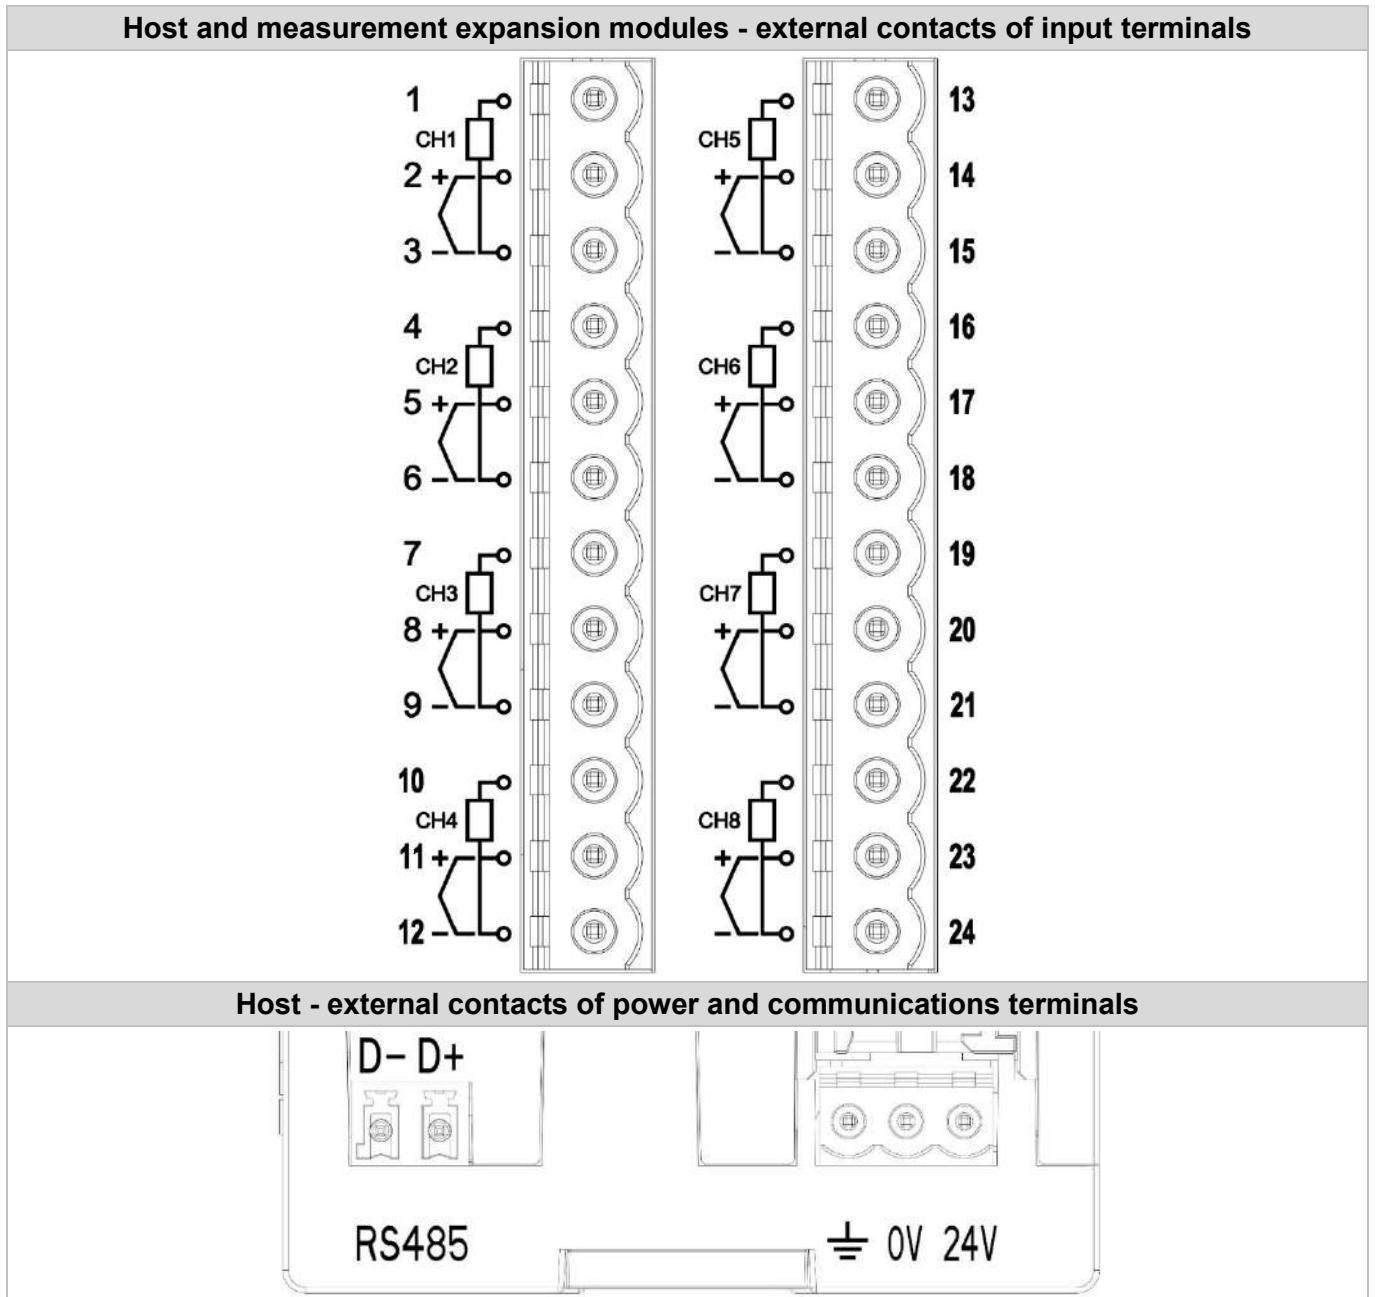 Host and measurement expansion modules - external contacts of input terminals
1
CH1
2 +
3 –
4
CH2
5 +
6 –
7
CH3
8 +
9 –
10
CH4
11 +
12 –
13
CH5
+ 14
– 15
16
CH6
+ 17
– 18
19
CH7
+ 20
– 21
22
CH8
+ 23
– 24
Host - external contacts of power and communications terminals
D– D+
RS485
0V 24V